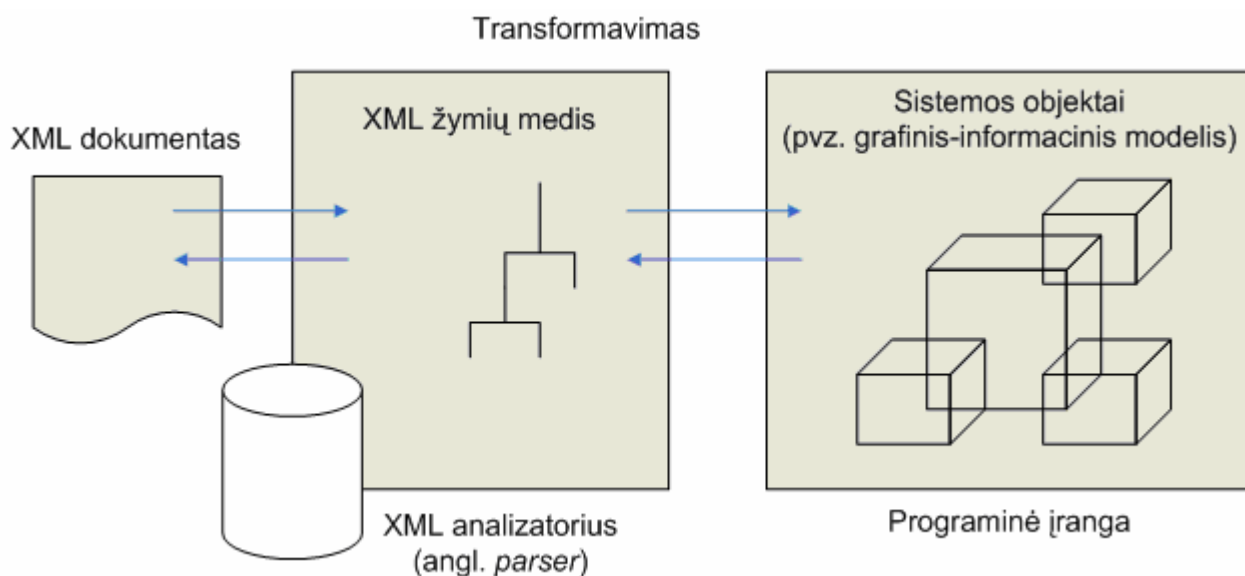 Transformavimas
XML dokumentas
XML žymių medis
Sistemos objektai
(pvz. grafinis-informacinis modelis)
XML analizatorius
(angl. parser)
Programinė įranga